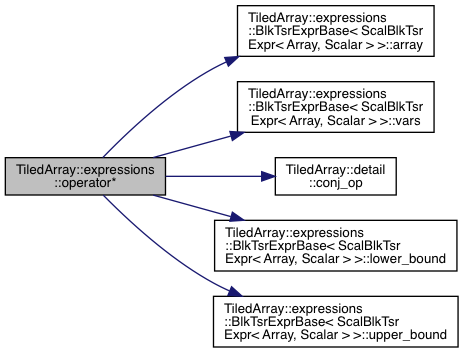 TiledArray::expressions
::BlkTsrExprBase< ScalBlkTsr
Expr< Array, Scalar > >::array
TiledArray::expressions
::BlkTsrExprBase< ScalBlkTsr
Expr< Array, Scalar > >::vars
TiledArray::expressions
::operator*
TiledArray::detail
::conj_op
TiledArray::expressions
::BlkTsrExprBase< ScalBlkTsr
Expr< Array, Scalar > >::lower_bound
TiledArray::expressions
::BlkTsrExprBase< ScalBlkTsr
Expr< Array, Scalar > >::upper_bound